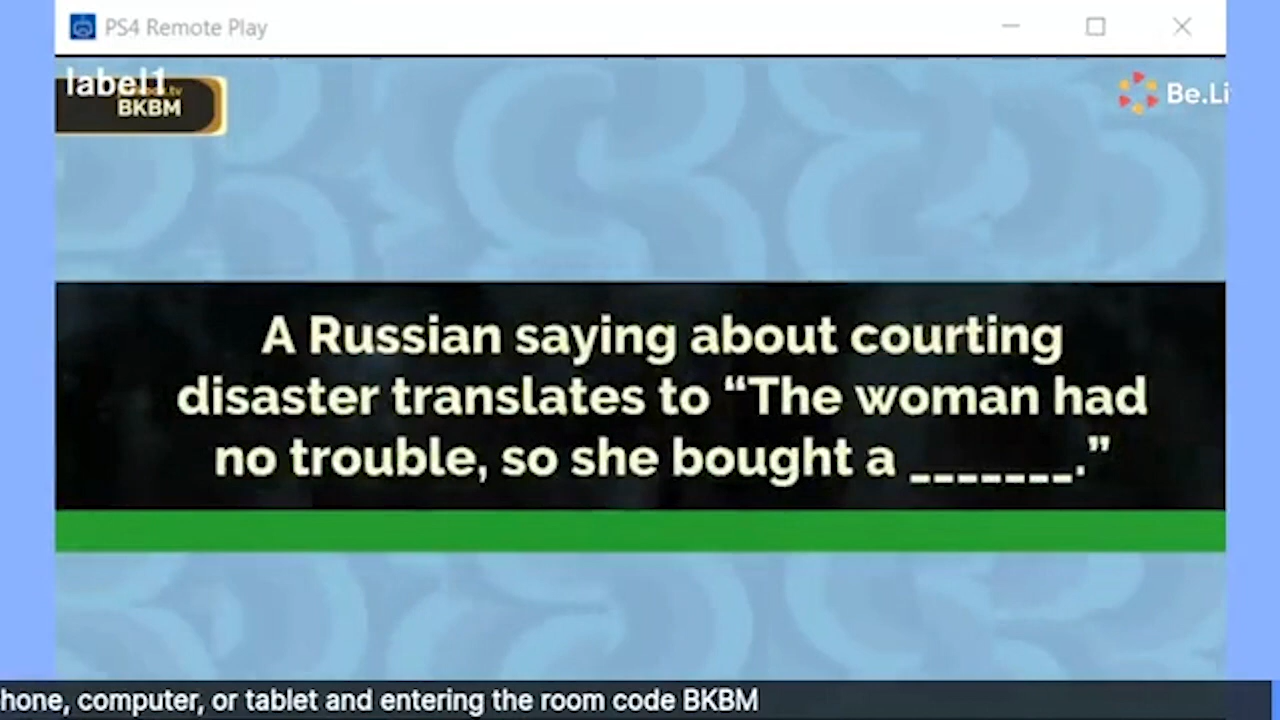 PS4 Remote Play
label1
BKBM
Be.Li
A Russian saying about courting
disaster translates to “The woman had
no trouble, so she bought a _______.”
hone, computer, or tablet and entering the room code BKBM